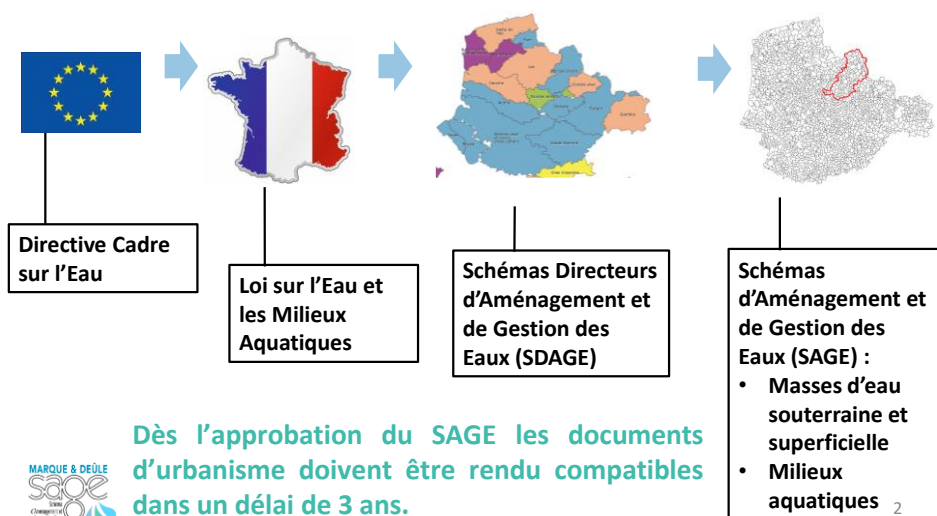 Directive Cadre
sur l’Eau
Loi sur l’Eau et
les Milieux
Aquatiques
Schémas Directeurs
d’Aménagement et
de Gestion des
Eaux (SDAGE)
Schémas
d’Aménagement et
de Gestion des
Eaux (SAGE) :
• Masses d’eau
souterraine et
superficielle
• Milieux
aquatiques
Dès l’approbation du SAGE les documents
d’urbanisme doivent être rendu compatibles
dans un délai de 3 ans.
MARQUE & DEÛLE
sage
2